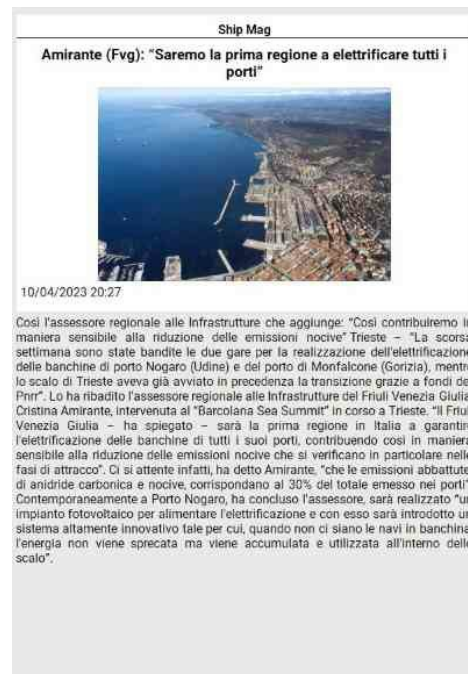 Ship Mag
Amirante (Fvg): "Saremo la prima regione a elettrificare tutti i
porti"
10/04/2023 20:27
Così l'assessore regionale alle Infrastrutture che aggiunge: "Così contribuiremo
maniera sensibile alla riduzione delle emissioni nocive" Trieste – "La scorsa
settimana sono state bandite le due gare per la realizzazione dell'elettrificazione
delle banchine di porto Nogaro (Udine) e del porto di Monfalcone (Gorizia), mentre
lo scalo di Trieste aveva già avviato in precedenza la transizione grazie a fondi de
Pnrr". Lo ha ribadito l'assessore regionale alle Infrastrutture del Friuli Venezia Giulia
Cristina Amirante, intervenuta al "Barcolana Sea Summit" in corso a Trieste. "Il Friu
Venezia Giulia – ha spiegato – sarà la prima regione in Italia a garantire
l'elettrificazione delle banchine di tutti i suoi porti, contribuendo così in maniera
sensibile alla riduzione delle emissioni nocive che si verificano in particolare nelle
fasi di attracco". Ci si attente infatti, ha detto Amirante, "che le emissioni abbattute
di anidride carbonica e nocive, corrispondano al 30% del totale emesso nei porti"
Contemporaneamente a Porto Nogaro, ha concluso l'assessore, sarà realizzato "un
impianto fotovoltaico per alimentare l'elettrificazione e con esso sarà introdotto un
sistema altamente innovativo tale per cui, quando non ci siano le navi in banchina
l'energia non viene sprecata ma viene accumulata e utilizzata all'interno dello
scalo".